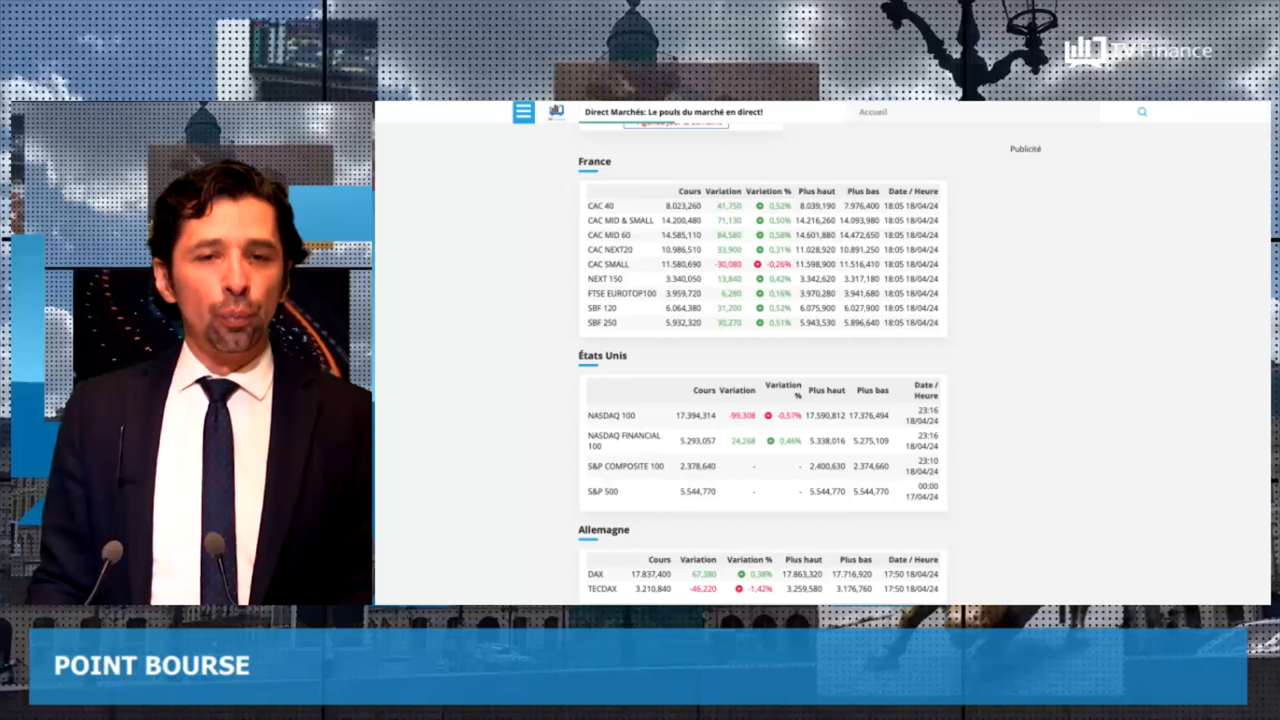 TVFinance
Direct Marchés: Le pouls du marché en direct!
Accueil
Publicité
France
Cours Variation Variation % Plus haut Plus bas Date / Heure
CAC 40 8.023,260 41,750 0,52% 8.039,190 7.976,400 18:05 18/04/24
CAC MID & SMALL 14.200,480 71,130 0,50% 14.216,260 14.093,980 18:05 18/04/24
CAC MID 60 14.585,110 84,580 0,58% 14.601,880 14.472,650 18:05 18/04/24
CAC NEXT20 10.986,510 33,900 0,31% 11.028,920 10.891,250 18:05 18/04/24
CAC SMALL 11.580,690 -30,080 -0,26% 11.598,900 11.516,410 18:05 18/04/24
NEXT 150 3.340,050 13,840 0,42% 3.342,620 3.317,180 18:05 18/04/24
FTSE EUROTOP100 3.959,720 6,280 0,16% 3.970,280 3.941,680 18:05 18/04/24
SBF 120 6.064,380 31,200 0,52% 6.075,900 6.027,900 18:05 18/04/24
SBF 250 5.932,320 30,270 0,51% 5.943,530 5.896,640 18:05 18/04/24
États Unis
Cours Variation Variation % Plus haut Plus bas Date / Heure
NASDAQ 100 17.394,314 -99,308 -0,57% 17.590,812 17.376,494 23:16 18/04/24
NASDAQ FINANCIAL 100 5.293,057 24,268 0,46% 5.338,016 5.275,109 23:16 18/04/24
S&P COMPOSITE 100 2.378,640 - - 2.400,630 2.374,660 23:10 18/04/24
S&P 500 5.544,770 - - 5.544,770 5.544,770 00:00 17/04/24
Allemagne
Cours Variation Variation % Plus haut Plus bas Date / Heure
DAX 17.837,400 67,380 0,38% 17.863,320 17.716,920 17:50 18/04/24
TECDAX 3.210,840 -46,220 -1,42% 3.259,580 3.176,760 17:50 18/04/24
POINT BOURSE